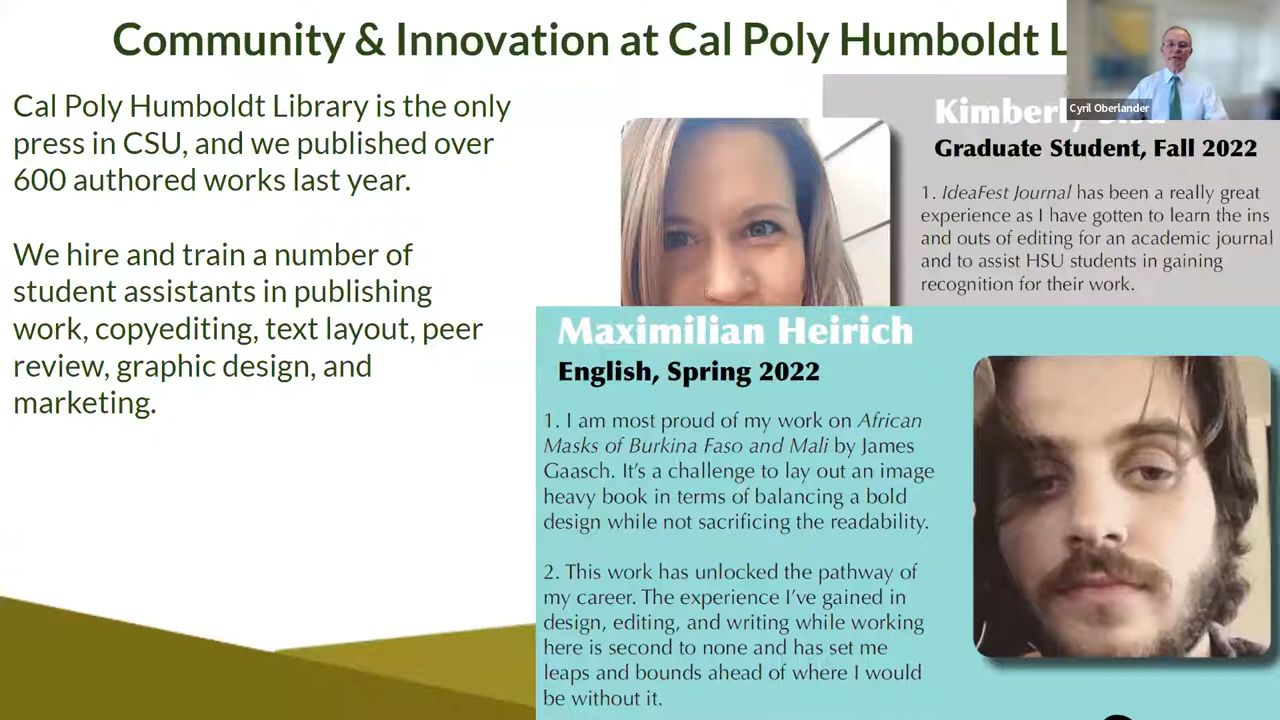 Community & Innovation at Cal Poly Humboldt L
Cyril Oberlander
Cal Poly Humboldt Library is the only
press in CSU, and we published over
600 authored works last year.
We hire and train a number of
student assistants in publishing
work, copyediting, text layout, peer
review, graphic design, and
marketing.
Graduate Student, Fall 2022
1. IdeaFest Journal has been a really great
experience as I have gotten to learn the ins
and outs of editing for an academic journal
and to assist HSU students in gaining
recognition for their work.
Maximilian Heirich
English, Spring 2022
1. I am most proud of my work on African
Masks of Burkina Faso and Mali by James
Gaasch. It's a challenge to lay out an image
heavy book in terms of balancing a bold
design while not sacrificing the readability.
2. This work has unlocked the pathway of
my career. The experience I've gained in
design, editing, and writing while working
here is second to none and has set me
leaps and bounds ahead of where I would
be without it.